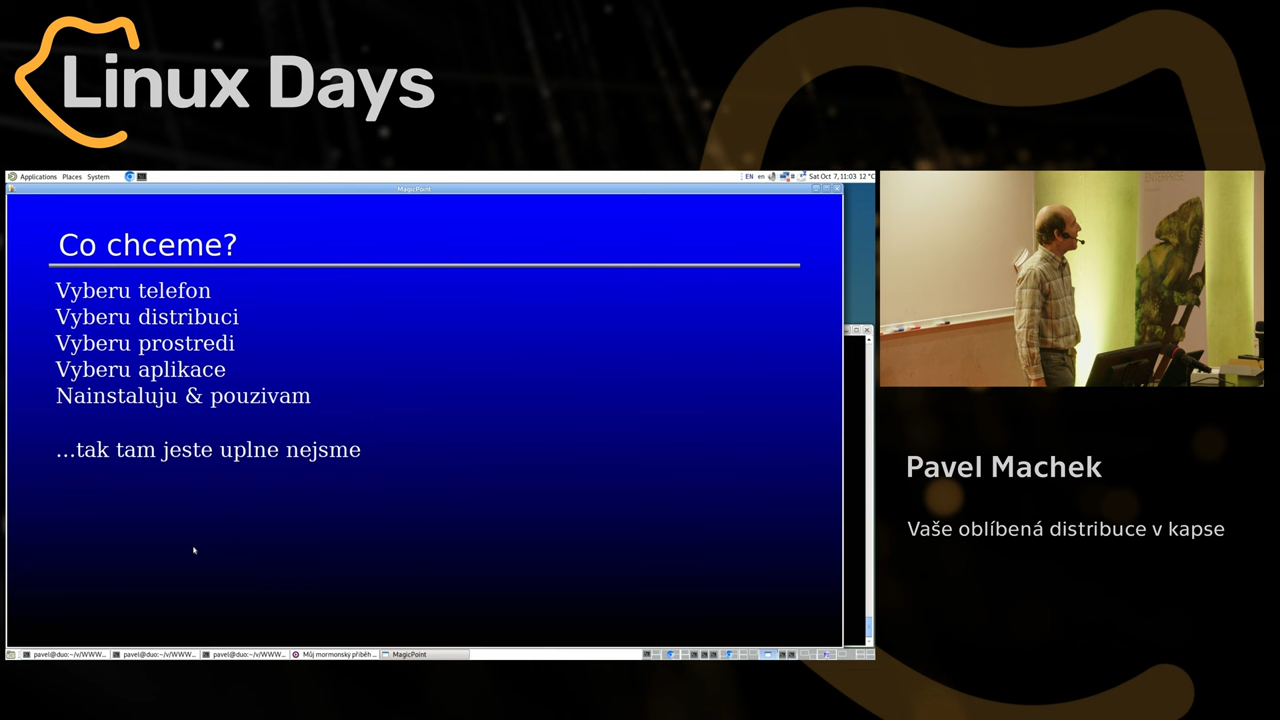 Linux Days
Applications Places System
EN en Sat Oct 7, 11:03 12 °C
MagicPoint
Co chceme?
Vyberu telefon
Vyberu distribuci
Vyberu prostredi
Vyberu aplikace
Nainstaluju & pouzivam
...tak tam jeste uplne nejsme
pavel@duo:~/v/WWW... pavel@duo:~/v/WWW... pavel@duo:~/v/WWW... Můj mormonský příběh ... MagicPoint
Pavel Machek
Vaše oblíbená distribuce v kapse